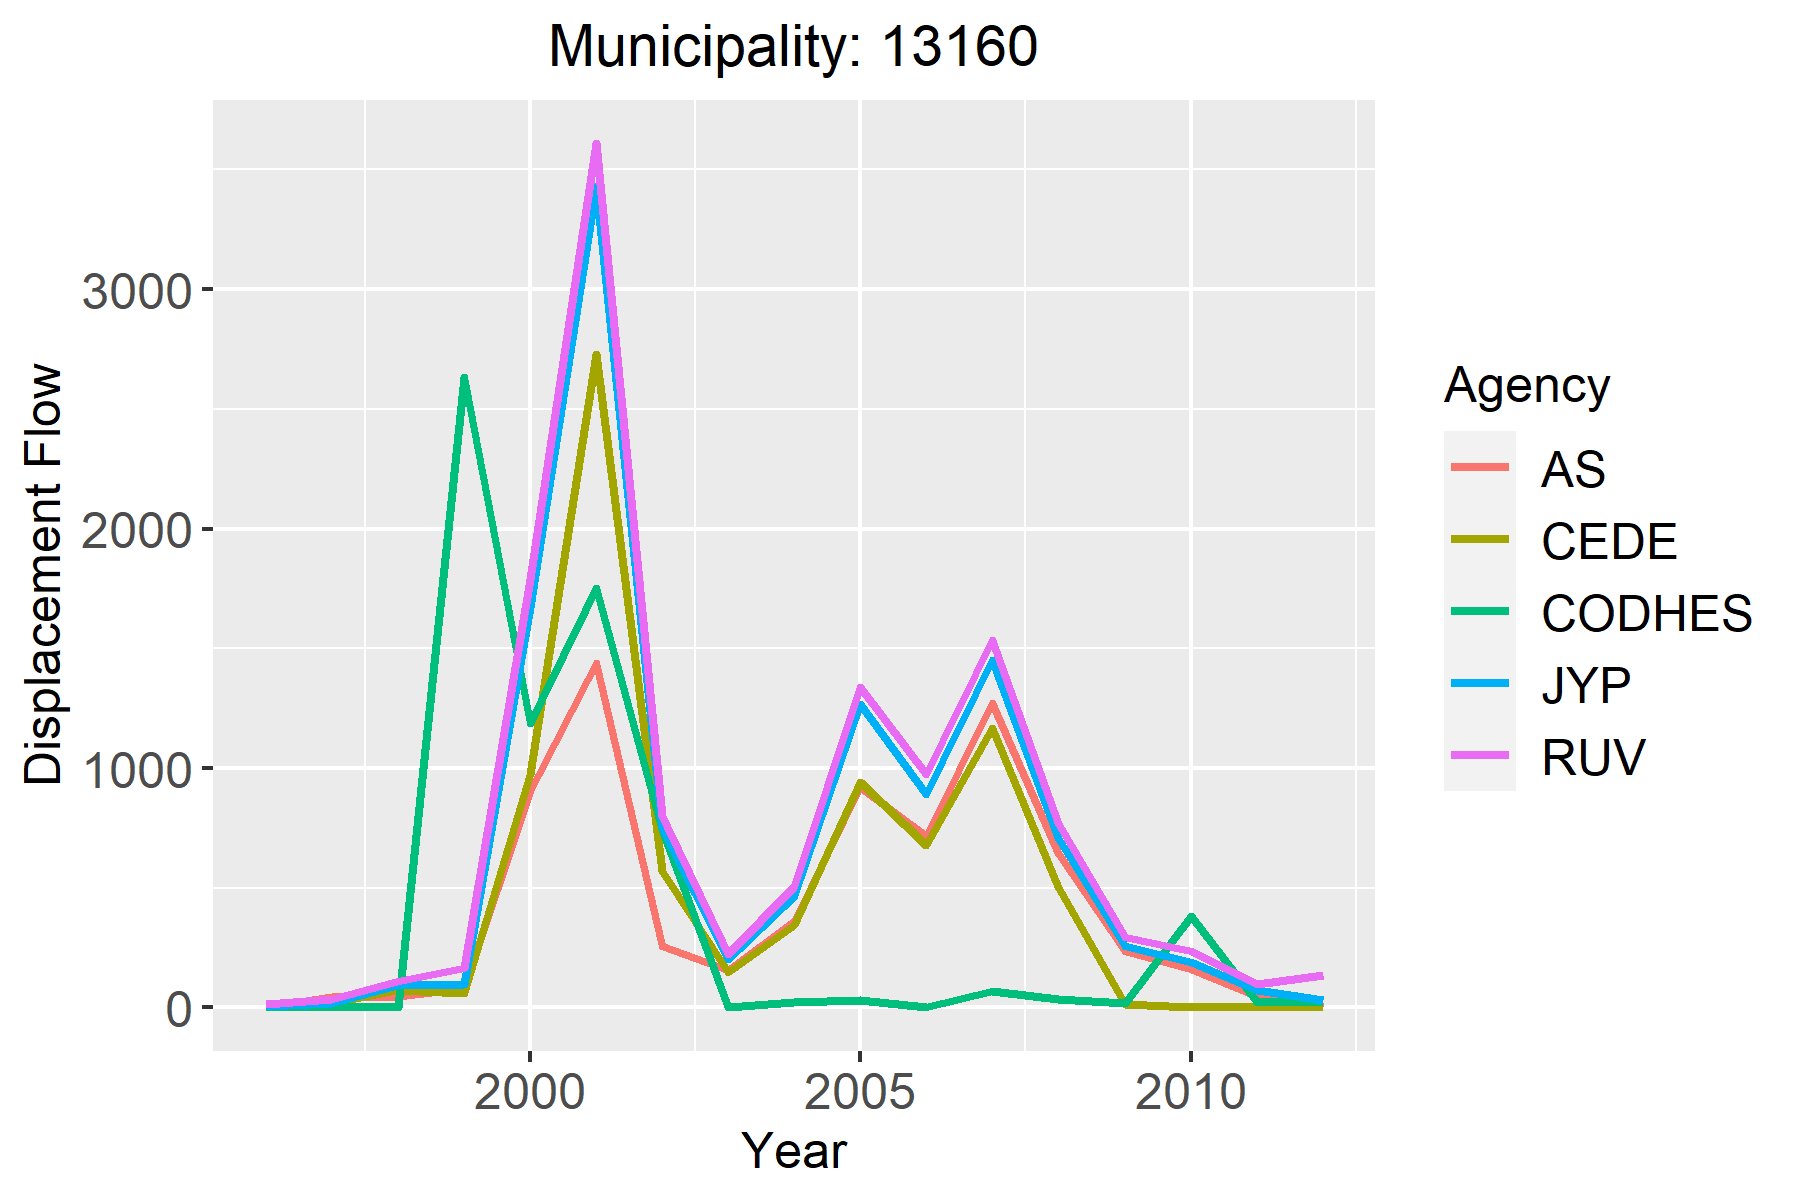 Municipality: 13160
Displacement Flow
3000
2000
1000
0
2000
2005
2010
Year
Agency
AS
CEDE
CODHES
JYP
RUV